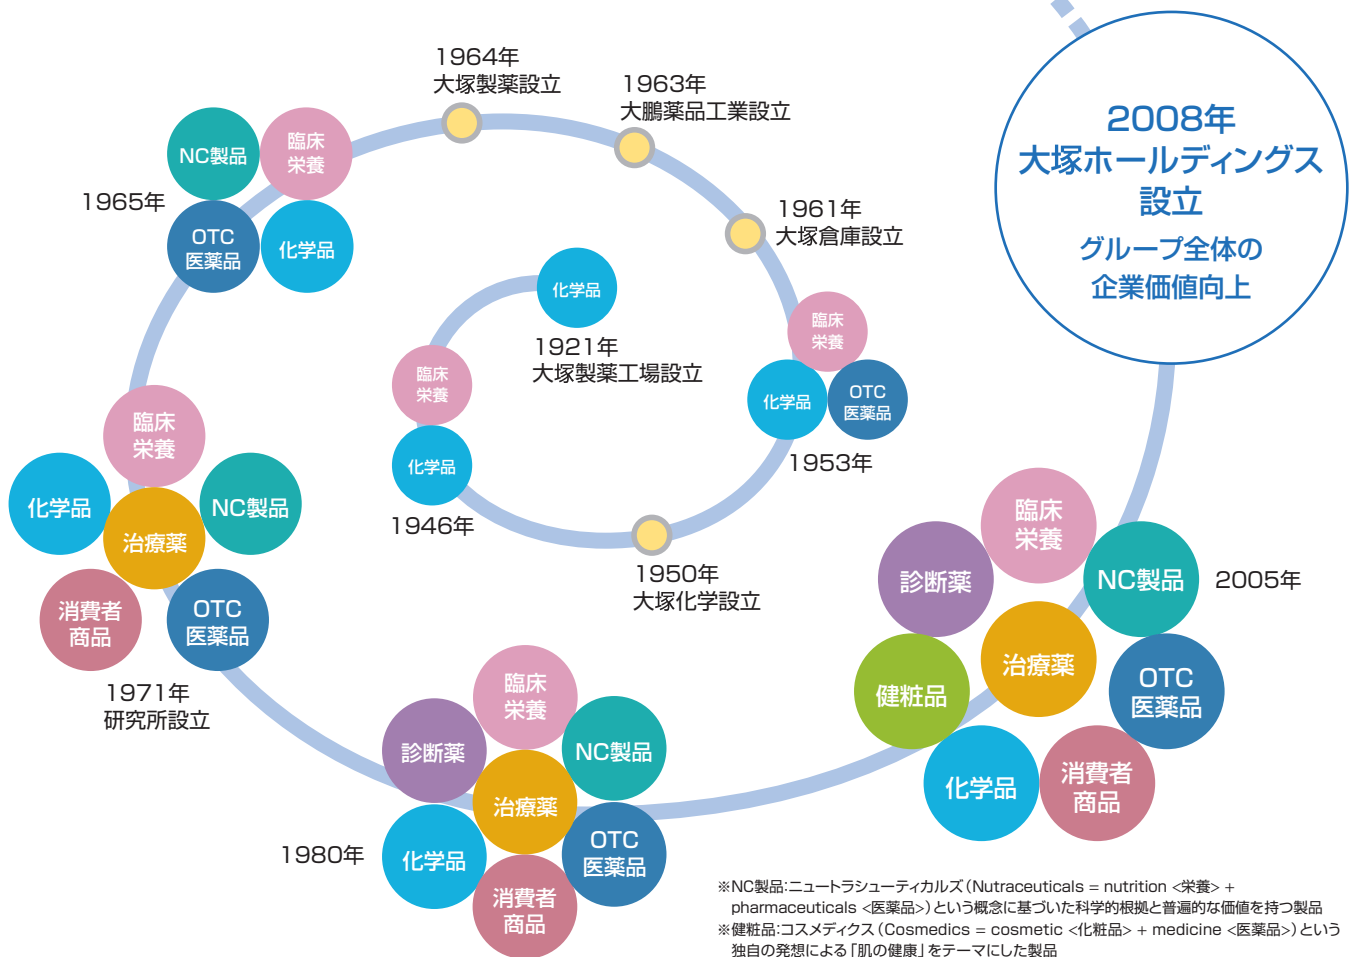 化学品
1921年
大塚製薬工場設立
臨床
栄養
化学品
1946年
1950年
大塚化学設立
臨床
栄養
化学品
OTC
医薬品
1953年
1961年
大塚倉庫設立
1963年
大鵬薬品工業設立
1964年
大塚製薬設立
NC製品
臨床
栄養
1965年
OTC
医薬品
化学品
臨床
栄養
化学品
NC製品
治療薬
消費者
商品
OTC
医薬品
1971年
研究所設立
臨床
栄養
診断薬
NC製品
治療薬
1980年
化学品
OTC
医薬品
消費者
商品
臨床
栄養
診断薬
NC製品
2005年
治療薬
健粧品
OTC
医薬品
化学品
消費者
商品
2008年
大塚ホールディングス
設立
グループ全体の
企業価値向上
※NC製品:ニュートラシューティカルズ(Nutraceuticals = nutrition <栄養> +
pharmaceuticals <医薬品>)という概念に基づいた科学的根拠と普遍的な価値を持つ製品
※健粧品:コスメディクス(Cosmedics = cosmetic <化粧品> + medicine <医薬品>)という
独自の発想による「肌の健康」をテーマにした製品